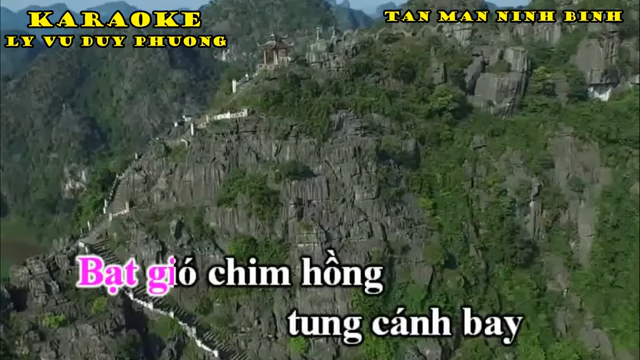 KARAOKE
LY VU DUY PHUONG
TAN MAN NINH BINH
Bạt gió chim hồng
tung cánh bay